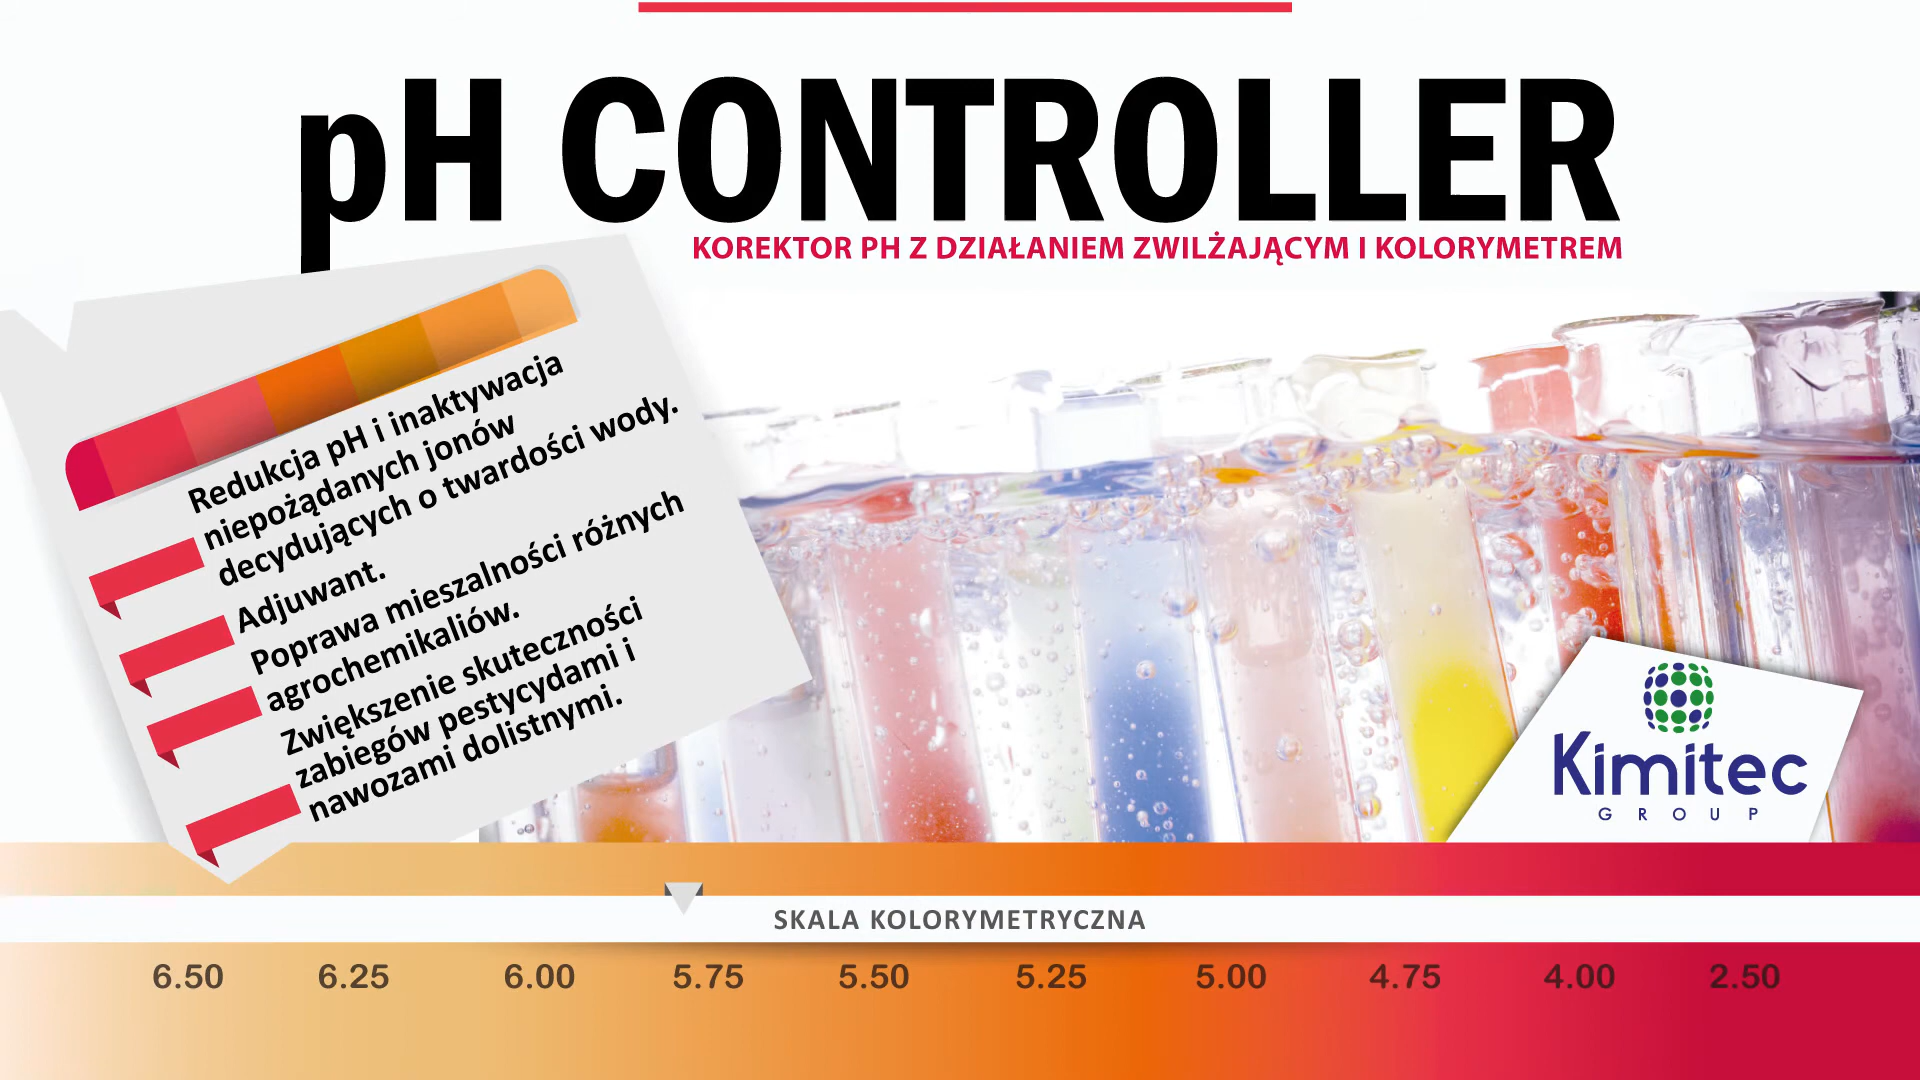 pH CONTROLLER
KOREKTOR PH Z DZIAŁANIEM ZWILŻAJĄCYM I KOLORYMETREM
Redukcja pH i inaktywacja
niepożądanych jonów
decydujących o twardości wody.
Adjuwant.
Poprawa mieszalności różnych
agrochemikaliów.
Zwiększenie skuteczności
zabiegów pestycydami i
nawozami dolistnymi.
Kimitec
GROUP
SKALA KOLORYMETRYCZNA
6.50 6.25 6.00 5.75 5.50 5.25 5.00 4.75 4.00 2.50